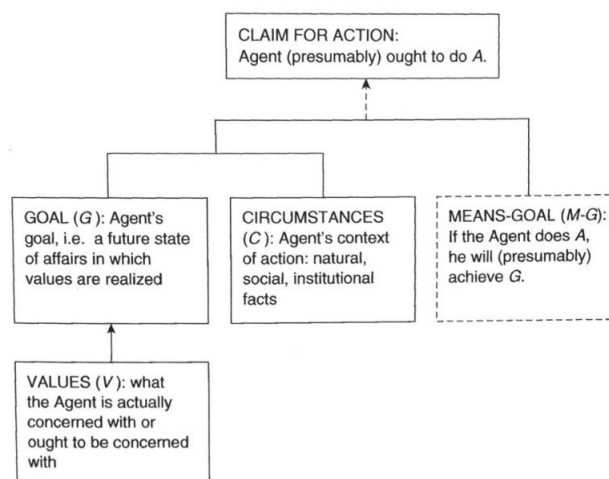 CLAIM FOR ACTION:
Agent (presumably) ought to do A.
GOAL (G): Agent's
goal, i.e. a future state
of affairs in which
values are realized
CIRCUMSTANCES
(C): Agent's context
of action: natural,
social, institutional
facts
MEANS-GOAL (M-G):
If the Agent does A,
he will (presumably)
achieve G.
VALUES (V): what
the Agent is actually
concerned with or
ought to be concerned
with